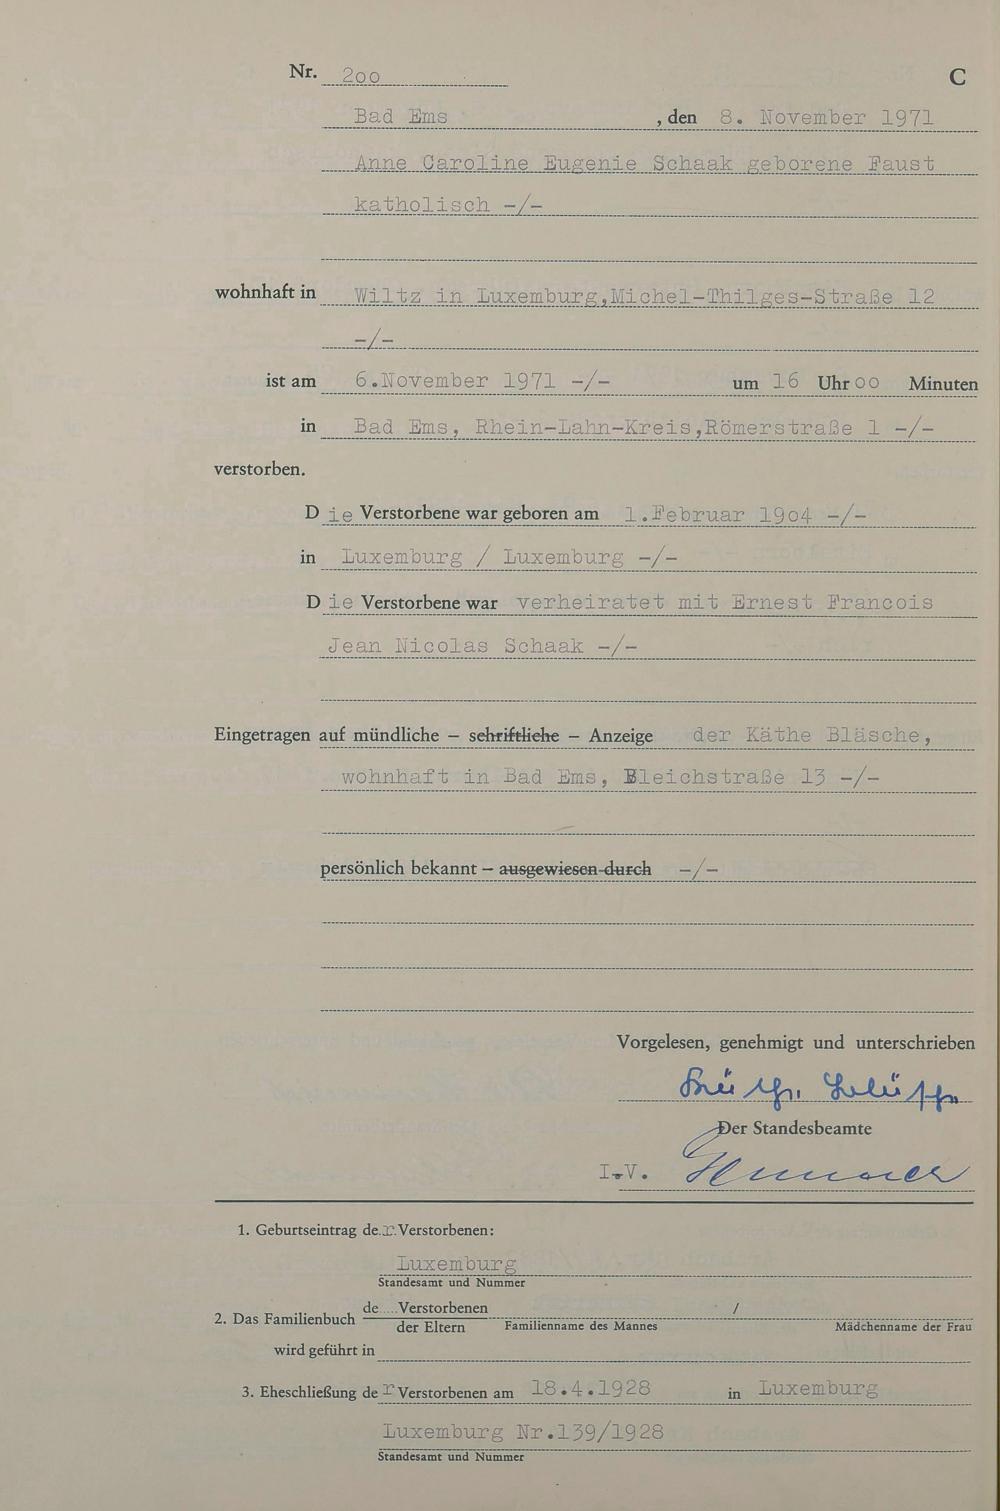 Nr. 200 C
Bad Ems , den 8. November 1971
Anne Caroline Eugenie Schaak geborene Faust
katholisch -/-
wohnhaft in Wiltz in Luxemburg,Michel-Thilges-Straße 12
-/-
ist am 6.November 1971 -/- um 16 Uhr 00 Minuten
in Bad Ems, Rhein-Lahn-Kreis,Römerstraße 1 -/-
verstorben.
Die Verstorbene war geboren am 1.Februar 1904 -/-
in Luxemburg / Luxemburg -/-
Die Verstorbene war verheiratet mit Ernest Francois
Jean Nicolas Schaak -/-
Eingetragen auf mündliche – schriftliche – Anzeige der Käthe Bläsche,
wohnhaft in Bad Ems, Bleichstraße 13 -/-
persönlich bekannt – ausgewiesen durch -/-
Vorgelesen, genehmigt und unterschrieben
Der Standesbeamte
I.V.
1. Geburtseintrag der Verstorbenen:
Luxemburg
Standesamt und Nummer
2. Das Familienbuch de.... Verstorbenen /
der Eltern Familienname des Mannes Mädchenname der Frau
wird geführt in
3. Eheschließung der Verstorbenen am 18.4.1928 in Luxemburg
Luxemburg Nr.139/1928
Standesamt und Nummer